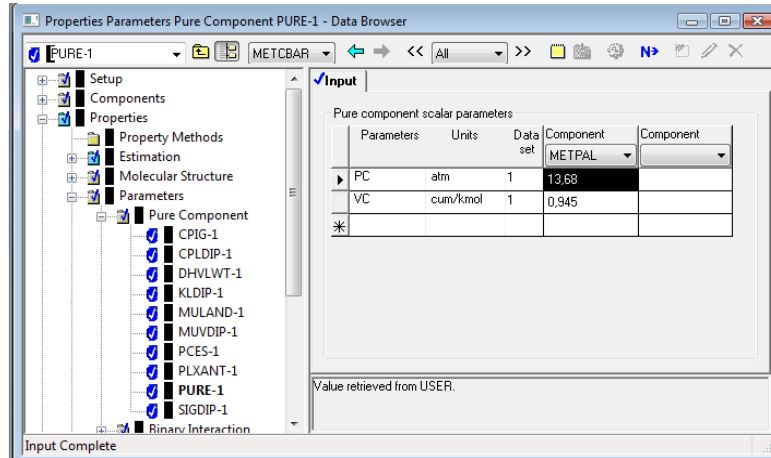 Properties Parameters Pure Component PURE-1 - Data Browser
PURE-1 METCBAR << All >> N>
Setup
Components
Properties
Property Methods
Estimation
Molecular Structure
Parameters
Pure Component
CPIG-1
CPLDIP-1
DHVLWT-1
KLDIP-1
MULAND-1
MUVDIP-1
PCES-1
PLXANT-1
PURE-1
SIGDIP-1
Binary Interaction
Input
Pure component scalar parameters
Parameters Units Data set Component Component
METPAL
PC atm 1 13,68
VC cum/kmol 1 0,945
Value retrieved from USER.
Input Complete